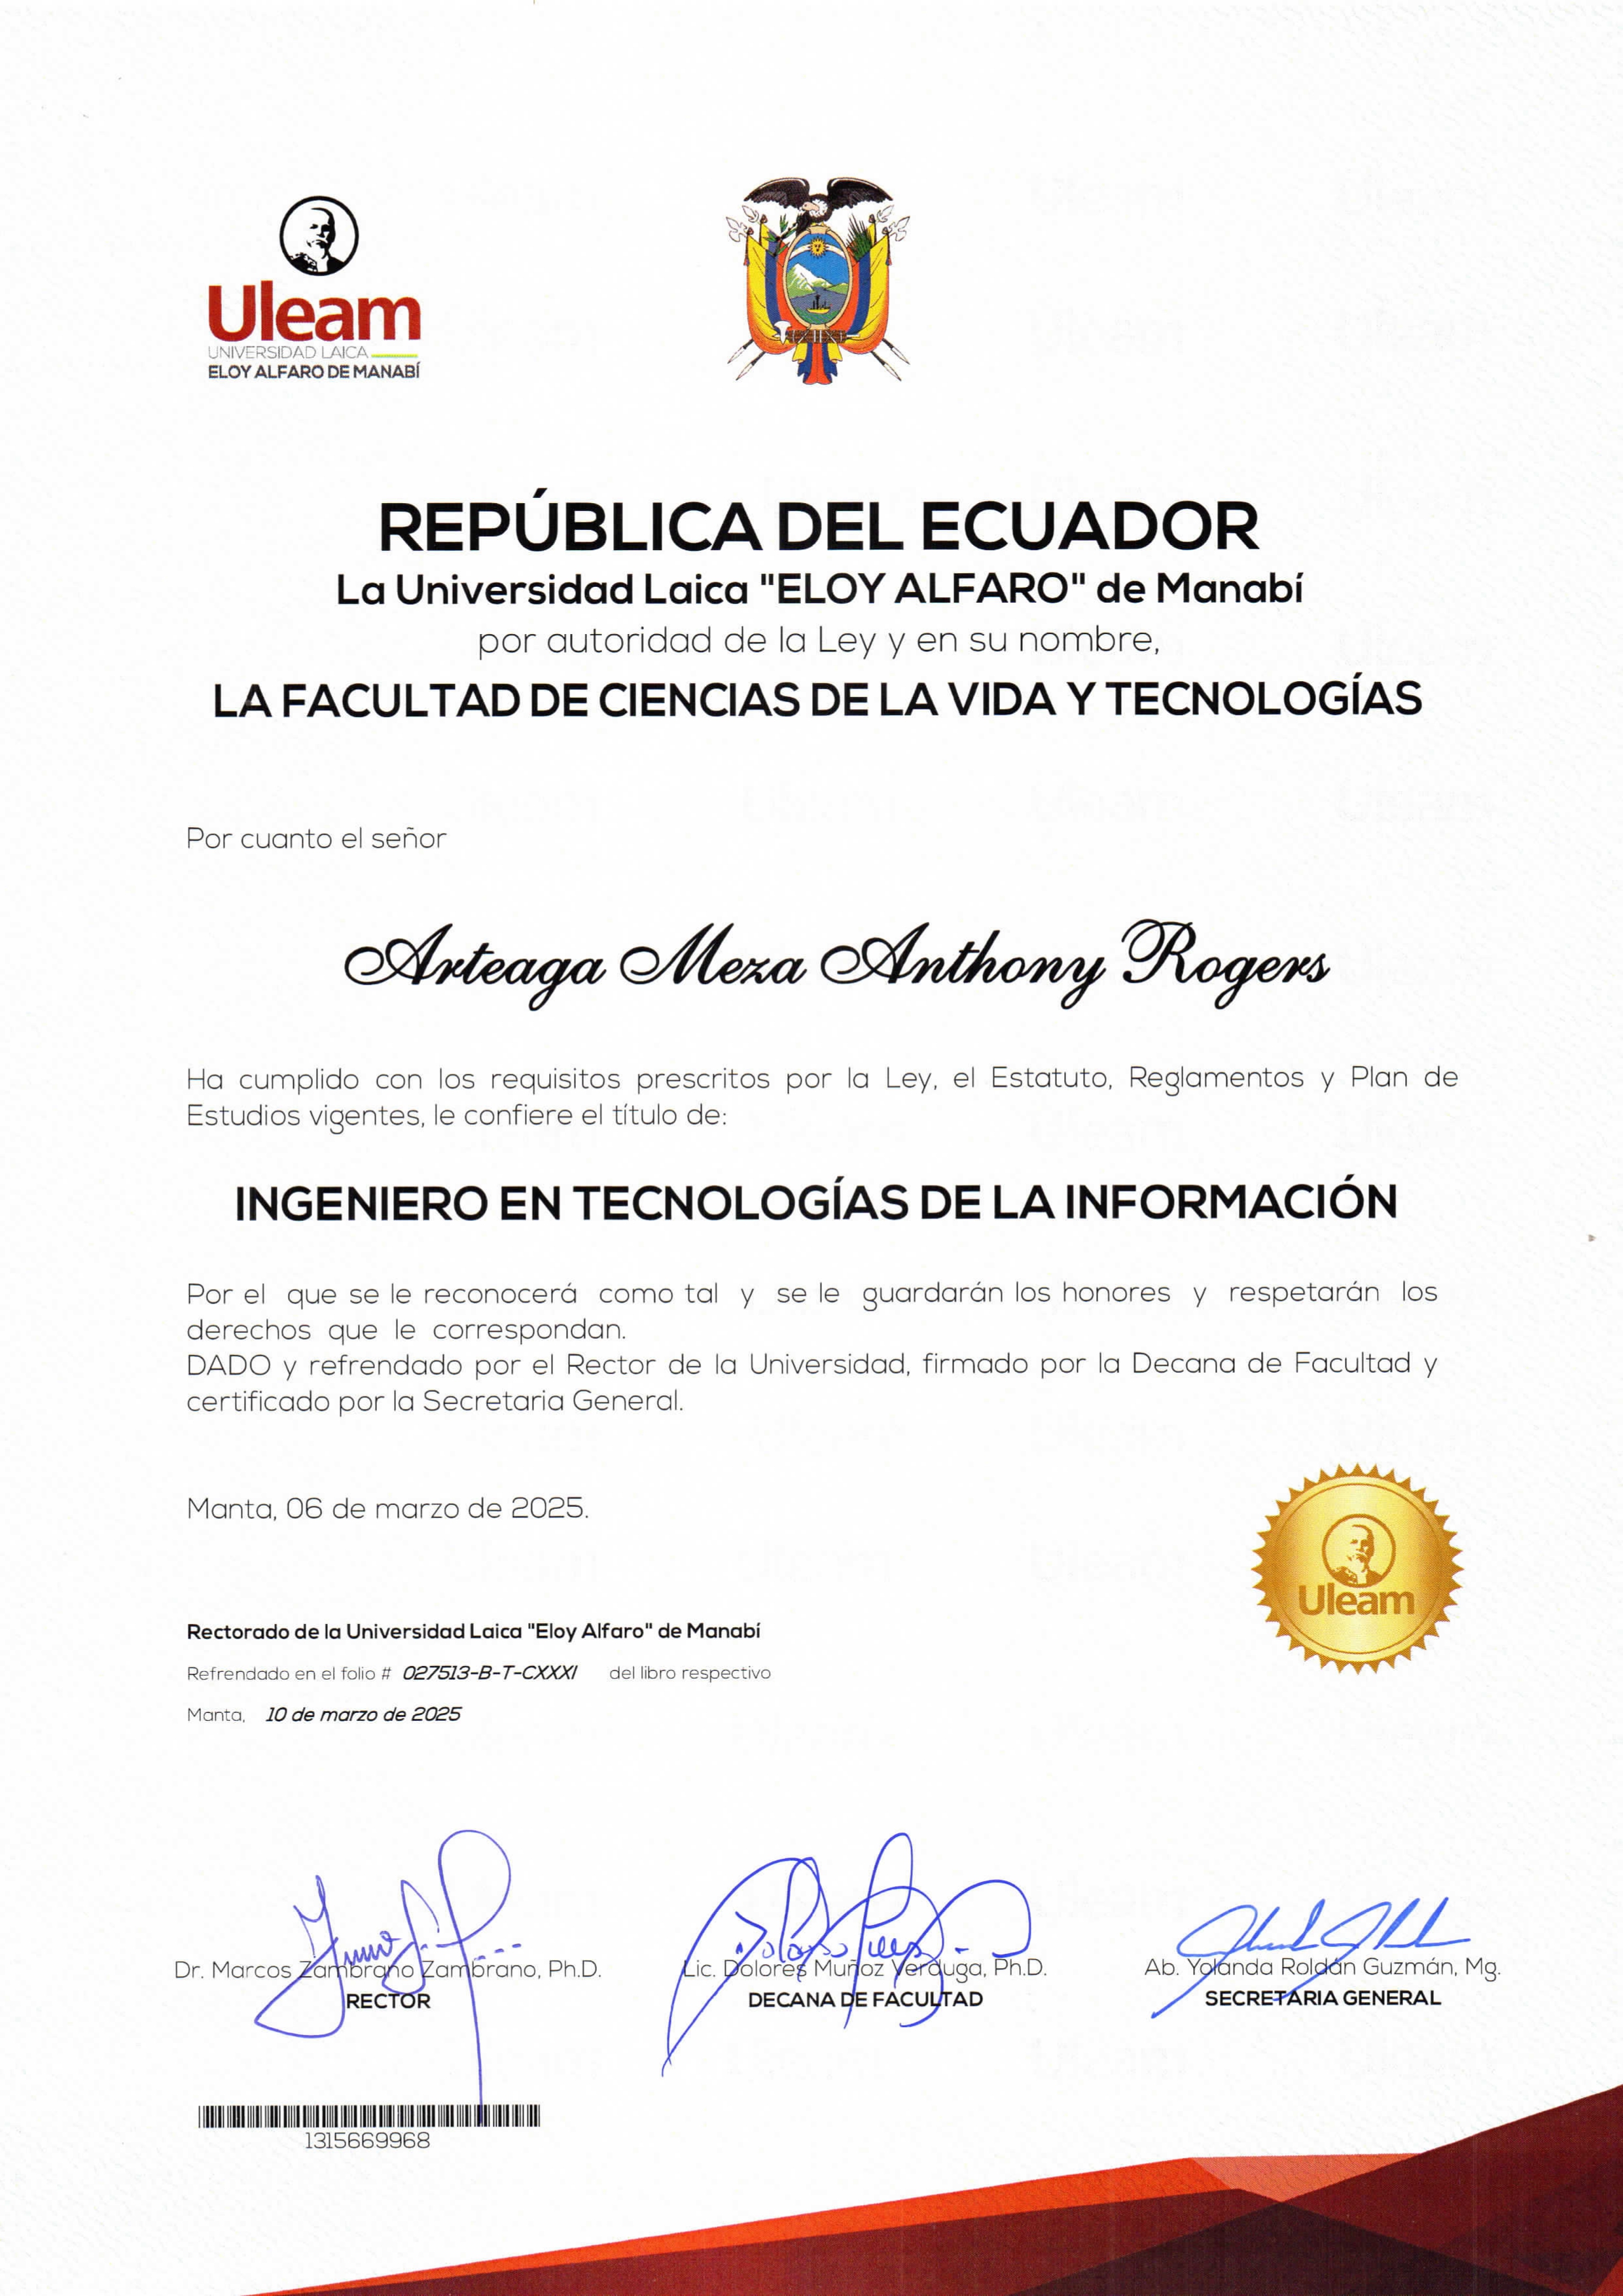 Uleam
UNIVERSIDAD LAICA
ELOY ALFARO DE MANABÍ
REPÚBLICA DEL ECUADOR
La Universidad Laica "ELOY ALFARO" de Manabí
por autoridad de la Ley y en su nombre,
LA FACULTAD DE CIENCIAS DE LA VIDA Y TECNOLOGÍAS
Por cuanto el señor
Arteaga Meza Anthony Rogers
Ha cumplido con los requisitos prescritos por la Ley, el Estatuto, Reglamentos y Plan de
Estudios vigentes, le confiere el título de:
INGENIERO EN TECNOLOGÍAS DE LA INFORMACIÓN
Por el que se le reconocerá como tal y se le guardarán los honores y respetarán los
derechos que le correspondan.
DADO y refrendado por el Rector de la Universidad, firmado por la Decana de Facultad y
certificado por la Secretaria General.
Manta, 06 de marzo de 2025.
Uleam
Rectorado de la Universidad Laica "Eloy Alfaro" de Manabí
Refrendado en el folio # 027513-B-T-CXXXI del libro respectivo
Manta, 10 de marzo de 2025
Dr. Marcos Zambrano Zambrano, Ph.D.
RECTOR
Lic. Dolores Muñoz Verduga, Ph.D.
DECANA DE FACULTAD
Ab. Yolanda Roldán Guzmán, Mg.
SECRETARIA GENERAL
1315669968